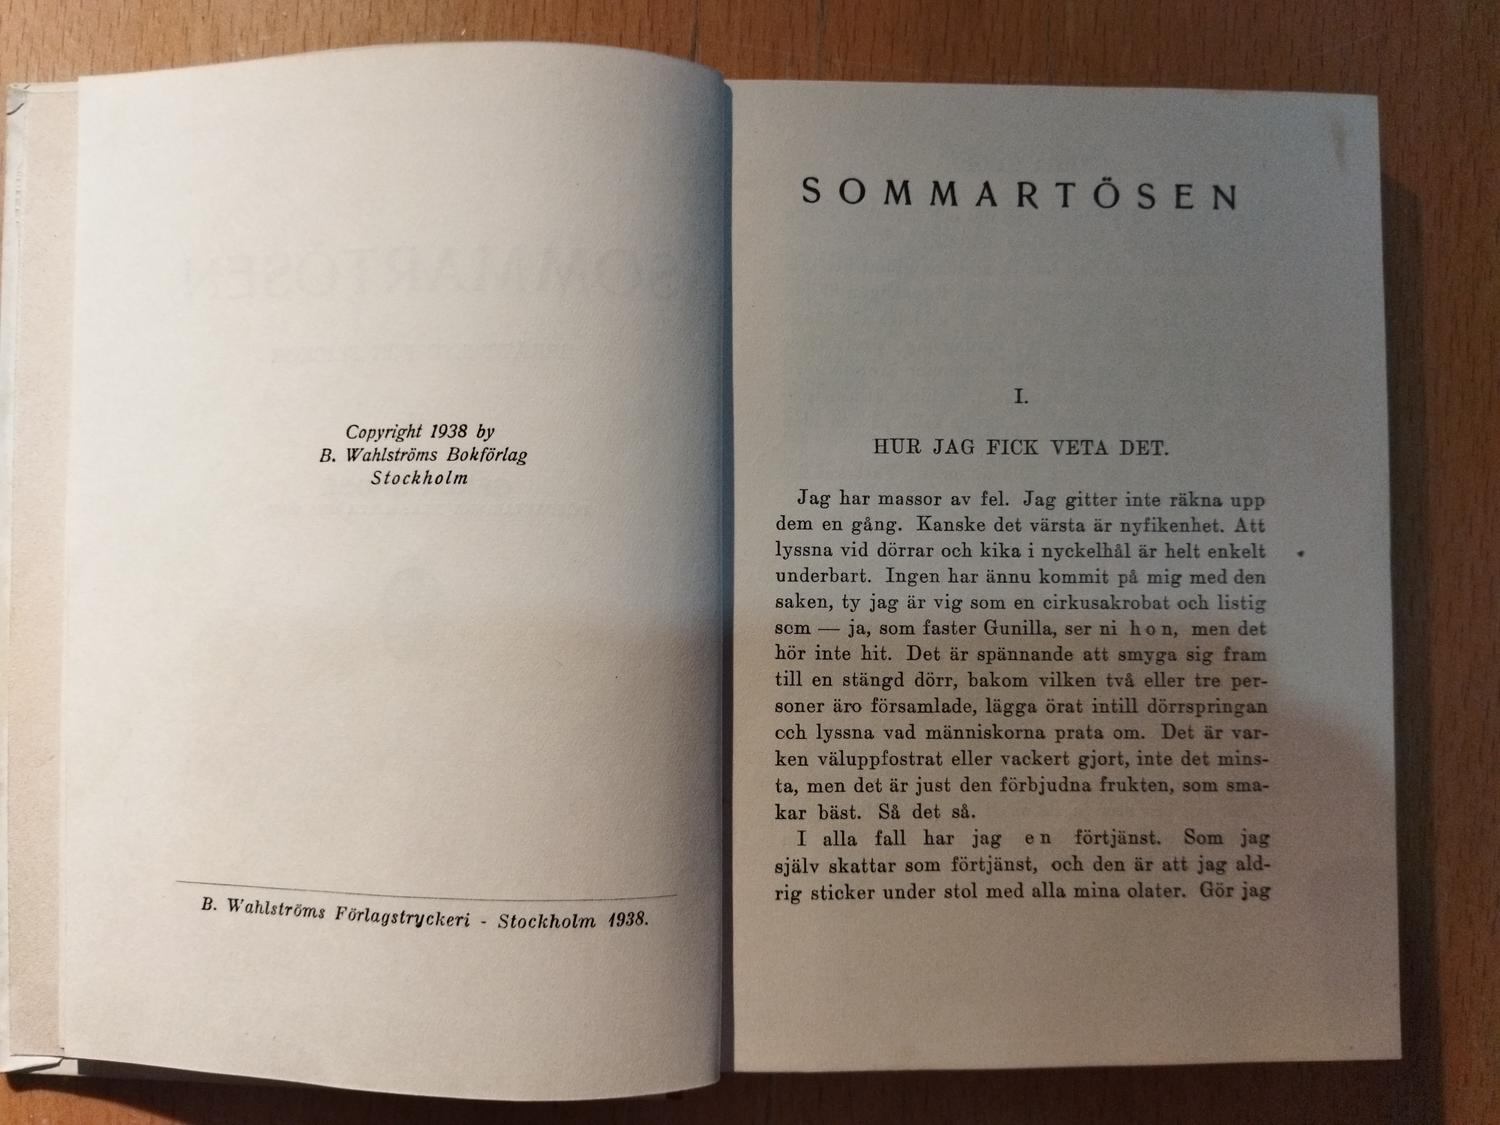 Copyright 1938 by
B. Wahlströms Bokförlag
Stockholm
B. Wahlströms Förlagstryckeri - Stockholm 1938.
SOMMARTÖSEN
I.
HUR JAG FICK VETA DET.
Jag har massor av fel. Jag gitter inte räkna upp
dem en gång. Kanske det värsta är nyfikenhet. Att
lyssna vid dörrar och kika i nyckelhål är helt enkelt
underbart. Ingen har ännu kommit på mig med den
saken, ty jag är vig som en cirkusakrobat och listig
som — ja, som faster Gunilla, ser ni hon, men det
hör inte hit. Det är spännande att smyga sig fram
till en stängd dörr, bakom vilken två eller tre per-
soner äro församlade, lägga örat intill dörrspringan
och lyssna vad människorna prata om. Det är var-
ken väluppfostrat eller vackert gjort, inte det mins-
ta, men det är just den förbjudna frukten, som sma-
kar bäst. Så det så.
I alla fall har jag en förtjänst. Som jag
själv skattar som förtjänst, och den är att jag ald-
rig sticker under stol med alla mina olater. Gör jag